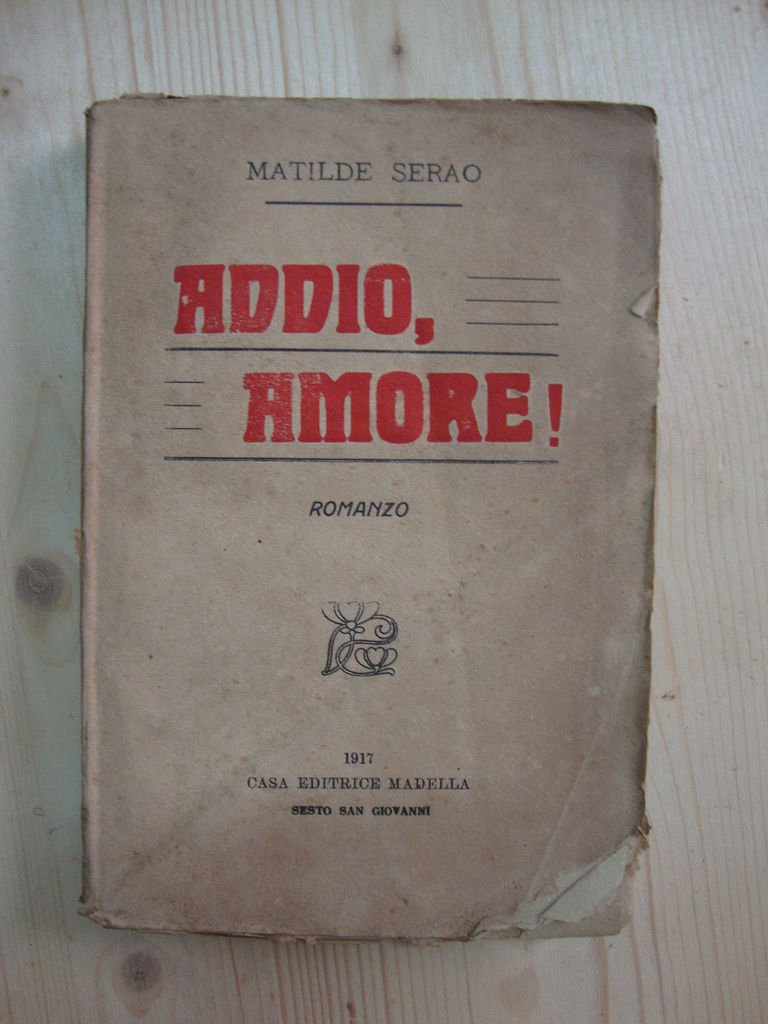 MATILDE SERAO
ADDIO,
AMORE!
ROMANZO
1917
CASA EDITRICE MADELLA
SESTO SAN GIOVANNI